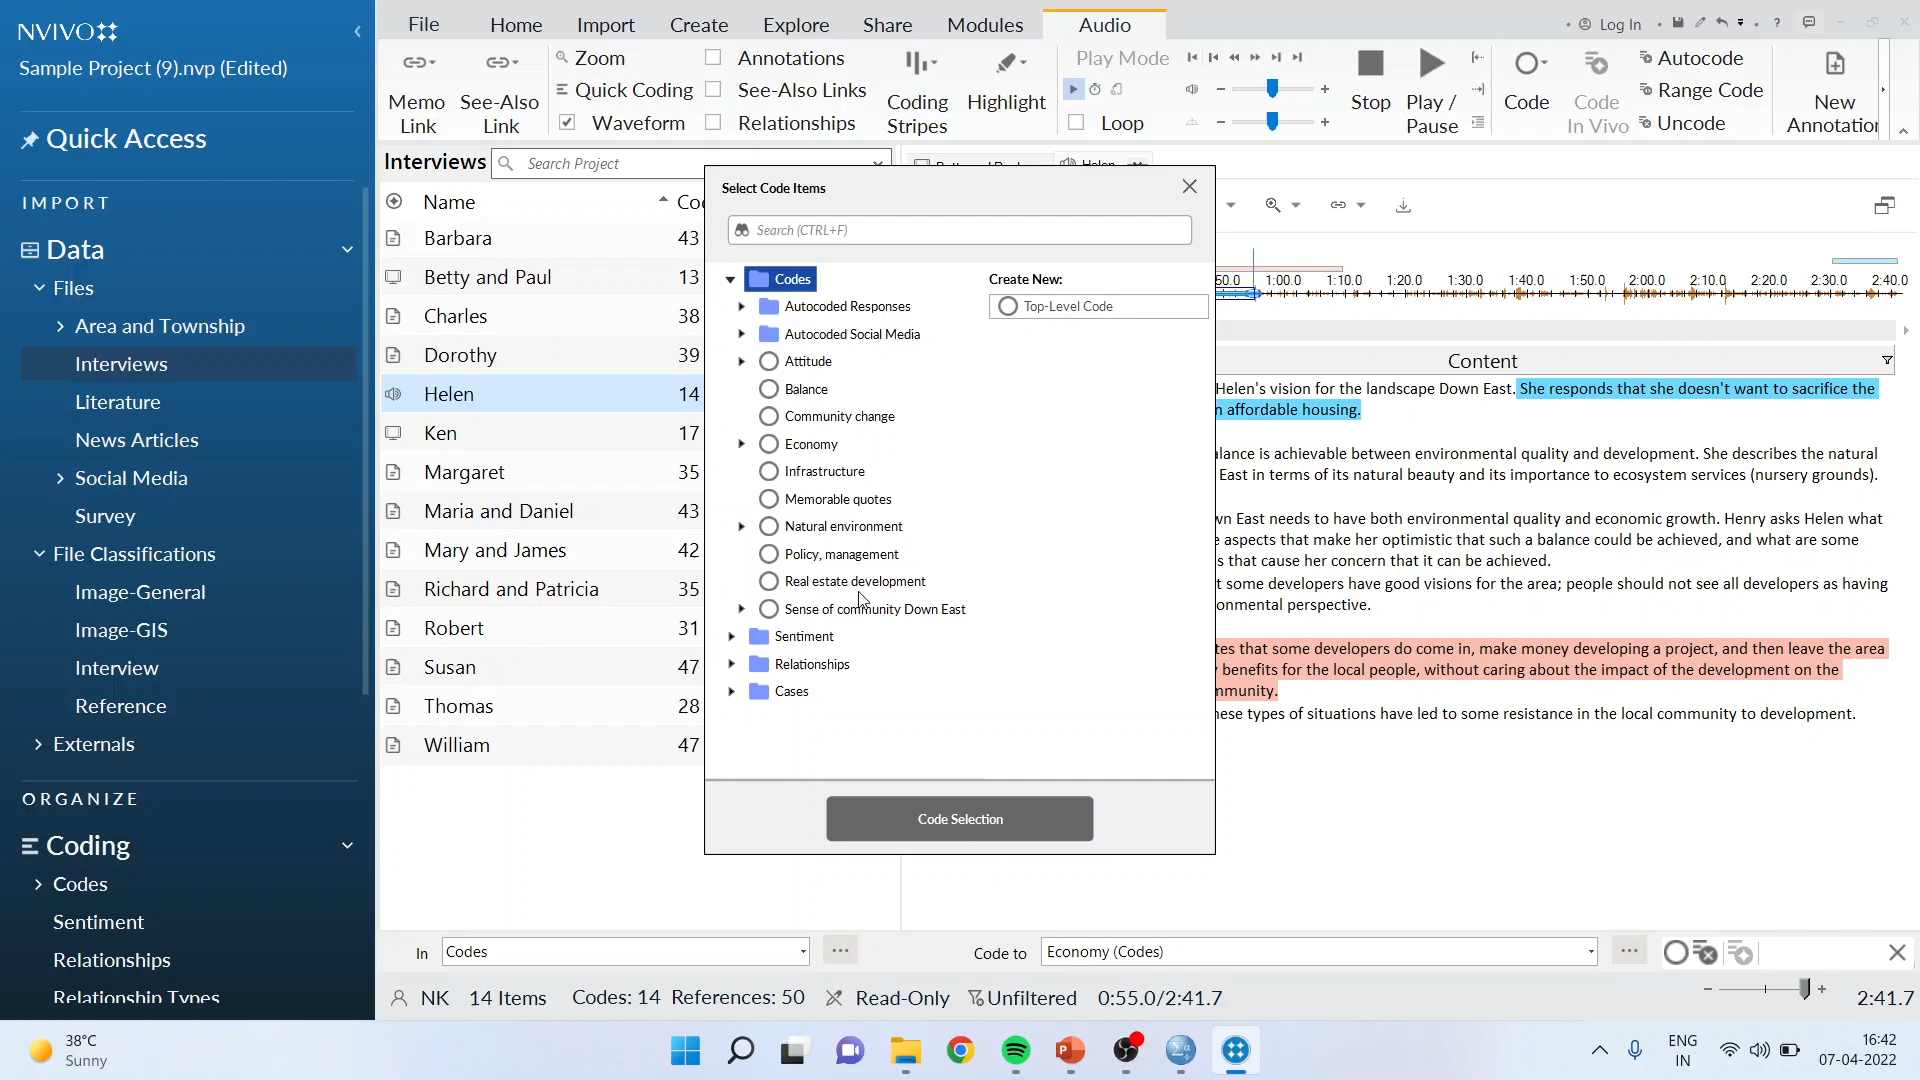 NVIVO
File Home Import Create Explore Share Modules Audio
Log In
Sample Project (9).nvp (Edited)
Zoom Annotations Play Mode
Quick Coding See-Also Links
Waveform Relationships
Memo Link
See-Also Link
Coding Stripes
Highlight
Loop
Stop
Play / Pause
Code
Code In Vivo
Autocode
Range Code
Uncode
New
Annotation
Quick Access
IMPORT
Data
Files
Area and Township
Interviews
Literature
News Articles
Social Media
Survey
File Classifications
Image-General
Image-GIS
Interview
Reference
Externals
ORGANIZE
Coding
Codes
Sentiment
Relationships
Relationship Types
Interviews Search Project
Helen
Name
Barbara 43
Betty and Paul 13
Charles 38
Dorothy 39
Helen 14
Ken 17
Margaret 35
Maria and Daniel 43
Mary and James 42
Richard and Patricia 35
Robert 31
Susan 47
Thomas 28
William 47
Select Code Items
Search (CTRL+F)
Codes
Autocoded Responses
Autocoded Social Media
Attitude
Balance
Community change
Economy
Infrastructure
Memorable quotes
Natural environment
Policy, management
Real estate development
Sense of community Down East
Sentiment
Relationships
Cases
Create New:
Top-Level Code
Code Selection
50.0 1:00.0 1:10.0 1:20.0 1:30.0 1:40.0 1:50.0 2:00.0 2:10.0 2:20.0 2:30.0 2:40.0
Content
Helen's vision for the landscape Down East. She responds that she doesn't want to sacrifice the
affordable housing.
is achievable between environmental quality and development. She describes the natural
East in terms of its natural beauty and its importance to ecosystem services (nursery grounds).
East needs to have both environmental quality and economic growth. Henry asks Helen what
aspects that make her optimistic that such a balance could be achieved, and what are some
that cause her concern that it can be achieved.
some developers have good visions for the area; people should not see all developers as having
perspective.
that some developers do come in, make money developing a project, and then leave the area
benefits for the local people, without caring about the impact of the development on the
types of situations have led to some resistance in the local community to development.
In Codes ... Code to Economy (Codes) ...
NK 14 Items Codes: 14 References: 50 Read-Only Unfiltered 0:55.0/2:41.7
2:41.7
38°C
Sunny
ENG
IN
16:42
07-04-2022